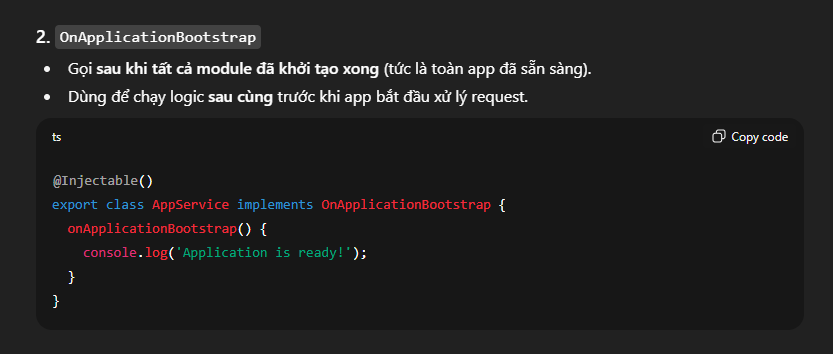 2. OnApplicationBootstrap
• Gọi sau khi tất cả module đã khởi tạo xong (tức là toàn app đã sẵn sàng).
• Dùng để chạy logic sau cùng trước khi app bắt đầu xử lý request.
ts
Copy code
@Injectable()
export class AppService implements OnApplicationBootstrap {
  onApplicationBootstrap() {
    console.log('Application is ready!');
  }
}